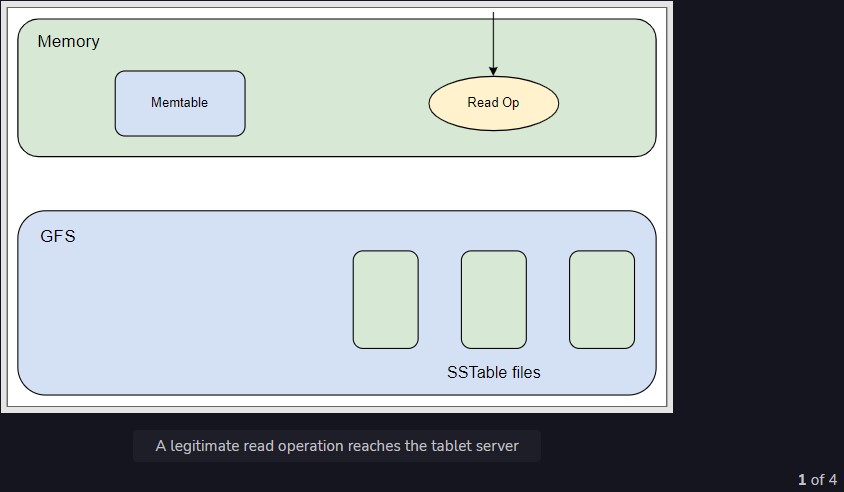 Memory
Memtable
Read Op
GFS
SSTable files
A legitimate read operation reaches the tablet server
1 of 4